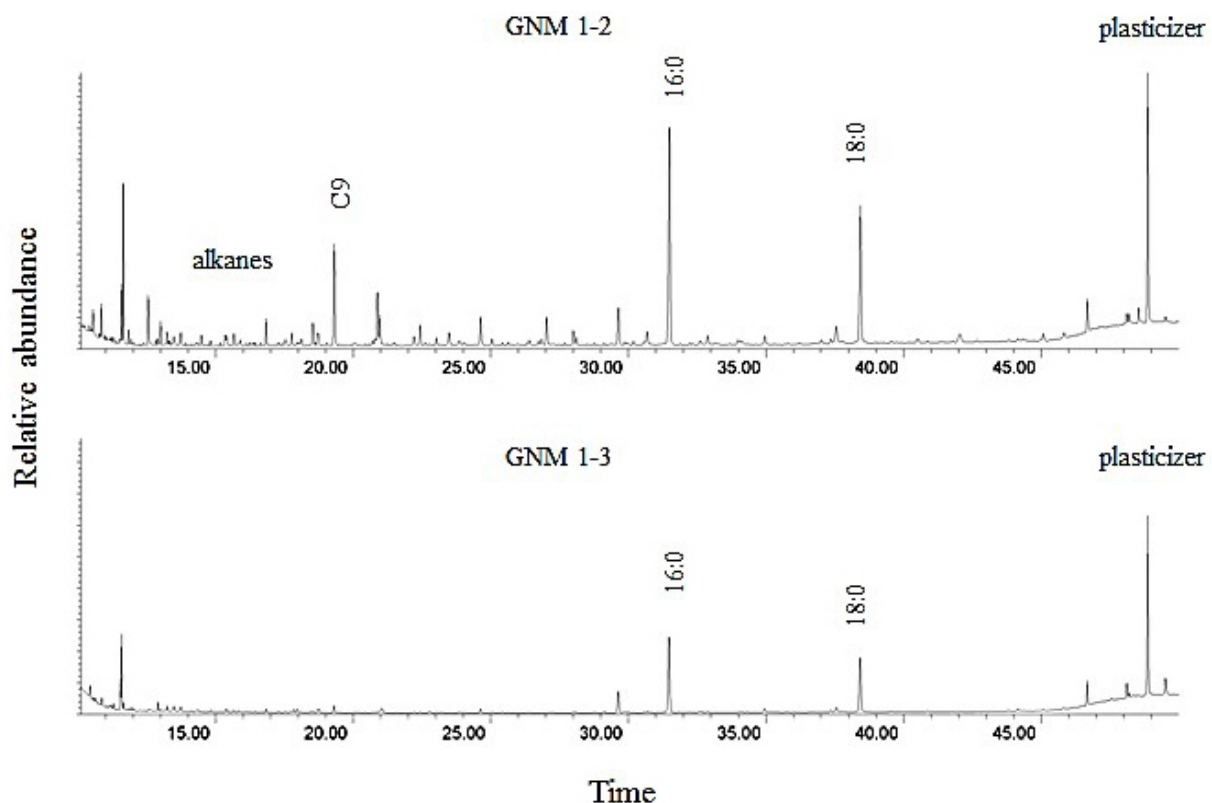 GNM 1-2
plasticizer
16:0
18:0
C9
alkanes
Relative abundance
15.00 20.00 25.00 30.00 35.00 40.00 45.00
GNM 1-3
plasticizer
16:0
18:0
15.00 20.00 25.00 30.00 35.00 40.00 45.00
Time